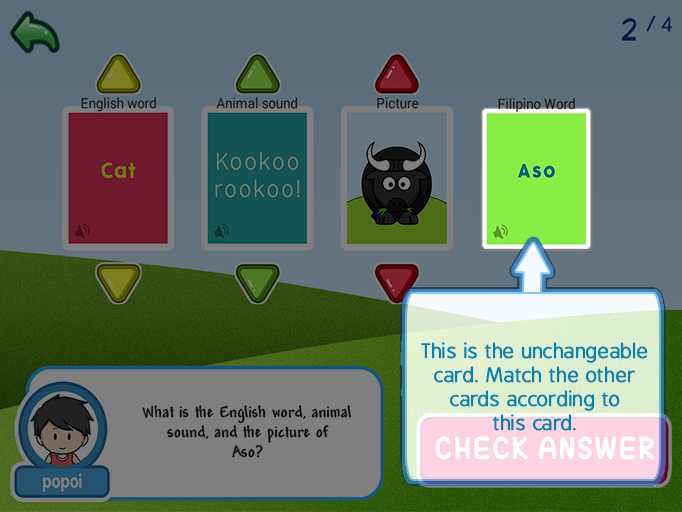 2 / 4
English word
Animal sound
Picture
Filipino Word
Cat
Kookoo
rookoo!
Aso
This is the unchangeable
card. Match the other
cards according to
this card.
CHECK ANSWER
What is the English word, animal
sound, and the picture of
Aso?
popoi